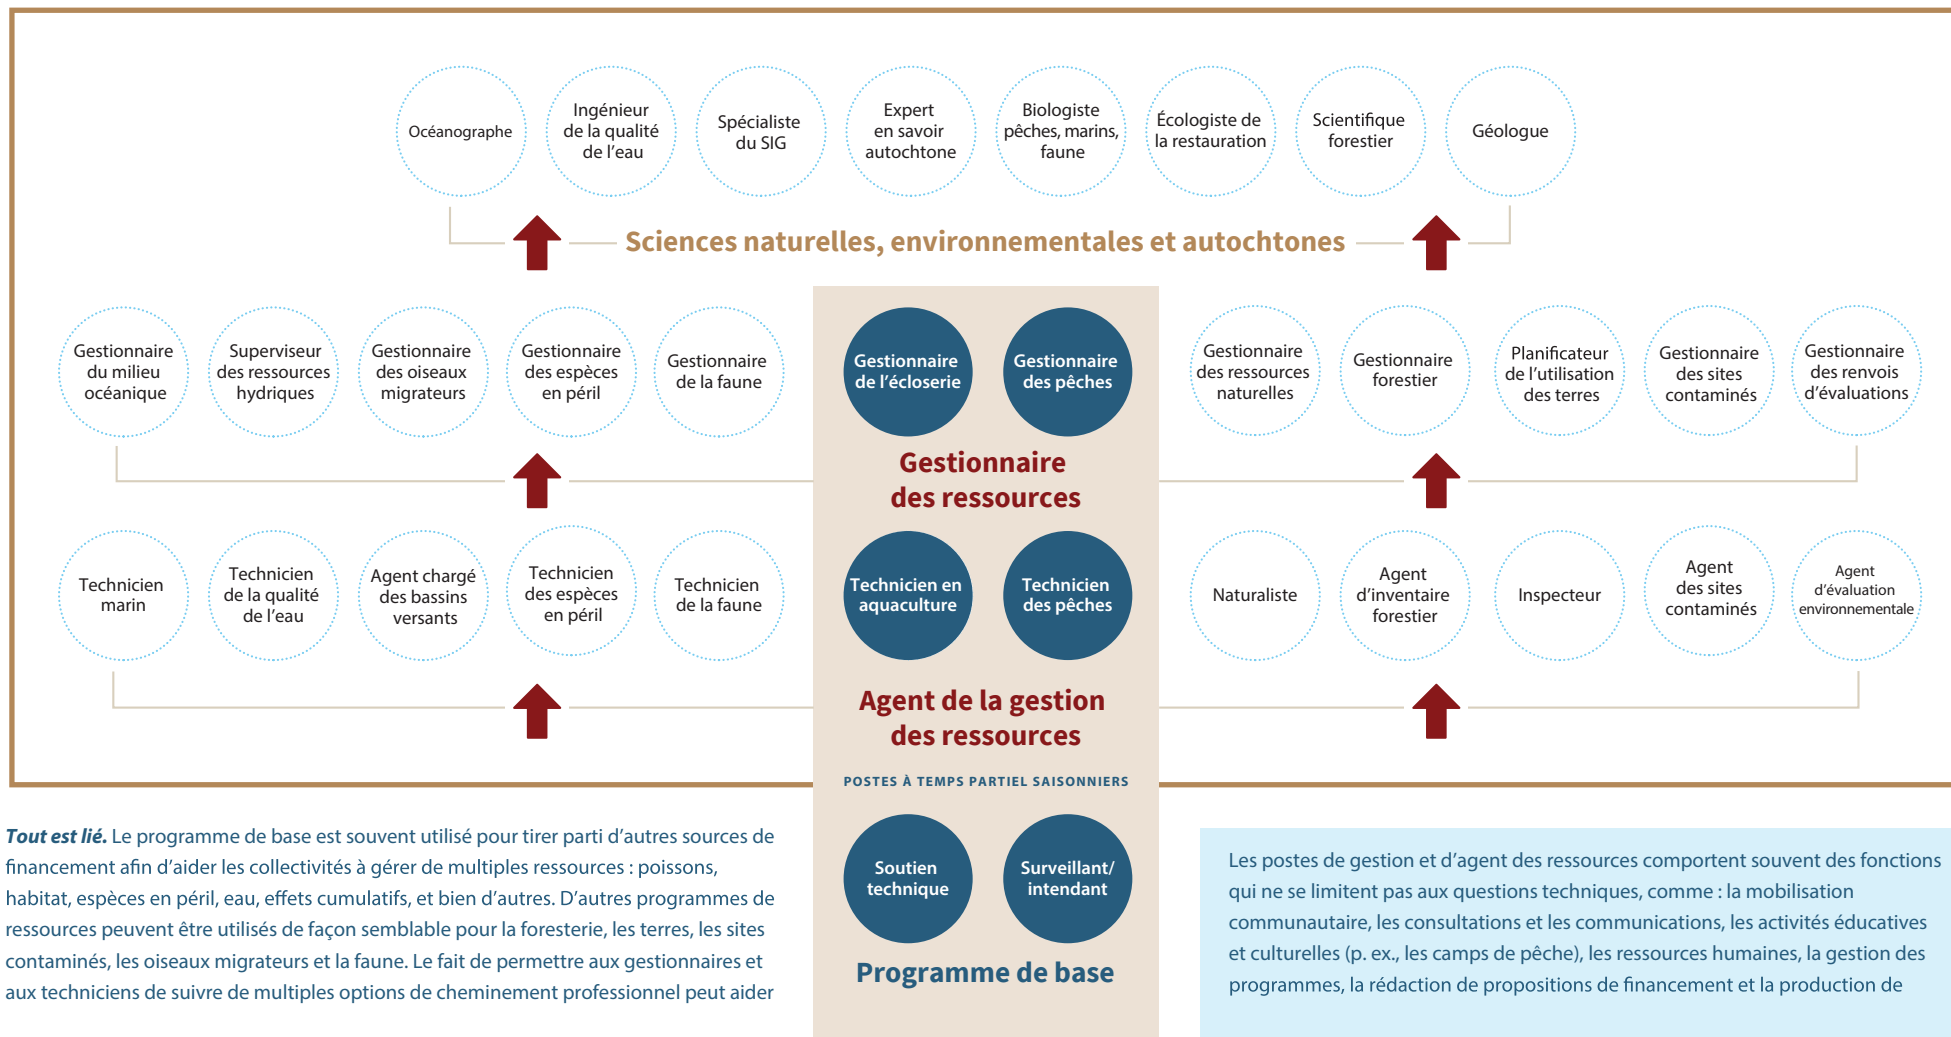 Océanographe
Ingénieur
de la qualité
de l’eau
Spécialiste
du SIG
Expert
en savoir
autochtone
Biologiste
pêches, marins,
faune
Écologiste de
la restauration
Scientifique
forestier
Géologue
Sciences naturelles, environnementales et autochtones
Gestionnaire
du milieu
océanique
Superviseur
des ressources
hydriques
Gestionnaire
des oiseaux
migrateurs
Gestionnaire
des espèces
en péril
Gestionnaire
de la faune
Gestionnaire
de l’écloserie
Gestionnaire
des pêches
Gestionnaire
des ressources
naturelles
Gestionnaire
forestier
Planificateur
de l’utilisation
des terres
Gestionnaire
des sites
contaminés
Gestionnaire
des renvois
d’évaluations
Gestionnaire
des ressources
Technicien
marin
Technicien
de la qualité
de l’eau
Agent chargé
des bassins
versants
Technicien
des espèces
en péril
Technicien
de la faune
Technicien en
aquaculture
Technicien
des pêches
Naturaliste
Agent
d’inventaire
forestier
Inspecteur
Agent
des sites
contaminés
Agent
d’évaluation
environnementale
Agent de la gestion
des ressources
POSTES À TEMPS PARTIEL SAISONNIERS
Soutien
technique
Surveillant/
intendant
Programme de base
Tout est lié. Le programme de base est souvent utilisé pour tirer parti d’autres sources de
financement afin d’aider les collectivités à gérer de multiples ressources : poissons,
habitat, espèces en péril, eau, effets cumulatifs, et bien d’autres. D’autres programmes de
ressources peuvent être utilisés de façon semblable pour la foresterie, les terres, les sites
contaminés, les oiseaux migrateurs et la faune. Le fait de permettre aux gestionnaires et
aux techniciens de suivre de multiples options de cheminement professionnel peut aider
Les postes de gestion et d’agent des ressources comportent souvent des fonctions
qui ne se limitent pas aux questions techniques, comme : la mobilisation
communautaire, les consultations et les communications, les activités éducatives
et culturelles (p. ex., les camps de pêche), les ressources humaines, la gestion des
programmes, la rédaction de propositions de financement et la production de